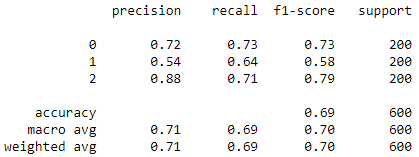 precision recall f1-score support
0 0.72 0.73 0.73 200
1 0.54 0.64 0.58 200
2 0.88 0.71 0.79 200
accuracy 0.69 600
macro avg 0.71 0.69 0.70 600
weighted avg 0.71 0.69 0.70 600